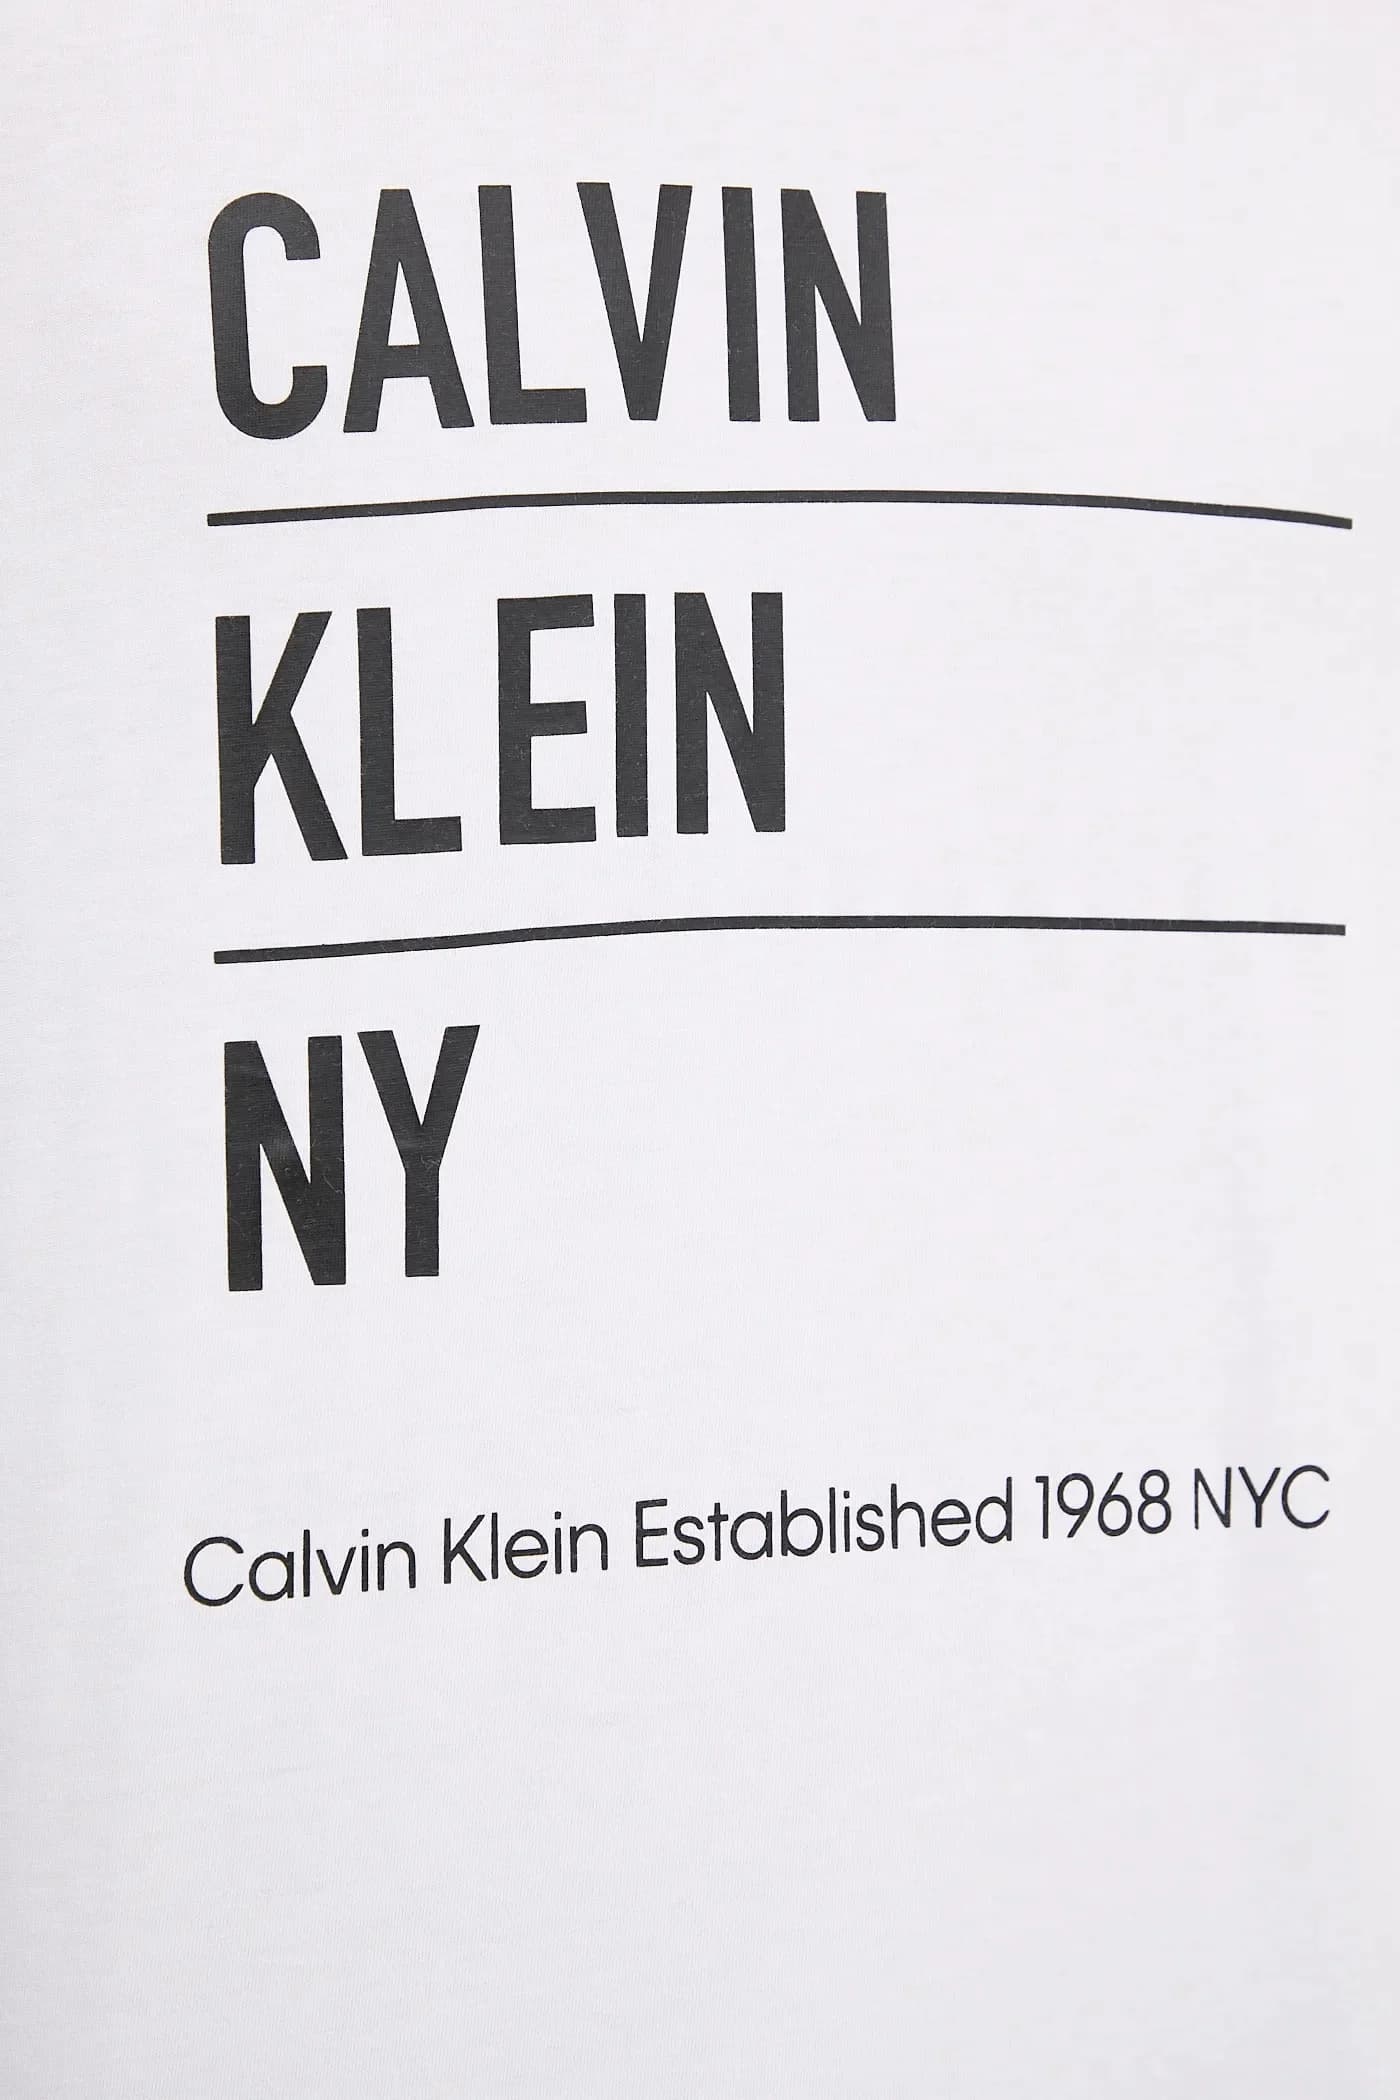 CALVIN
KLEIN
NY
Calvin Klein Established 1968 NYC